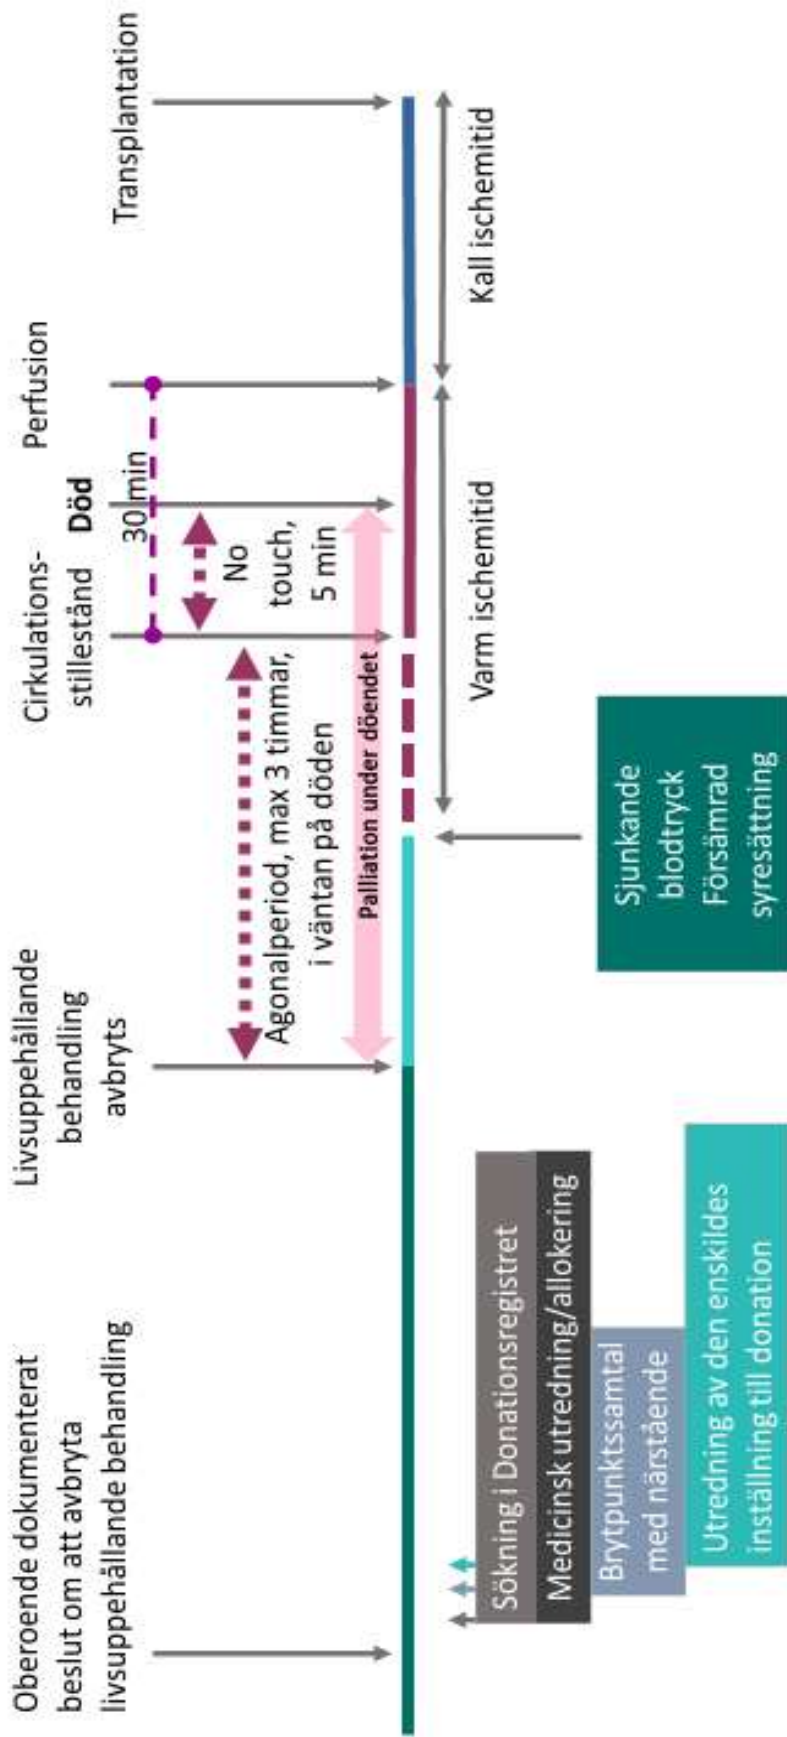 Oberoende dokumenterat
beslut om att avbryta
livsuppehållande behandling
Livsuppehållande
behandling
avbryts
Cirkulations-
stillestånd
Död
Perfusion
Transplantation
30 min
No
touch,
5 min
Agonalperiod, max 3 timmar,
i väntan på döden
Palliation under döendet
Varm ischemitid
Kall ischemitid
Sökning i Donationsregistret
Medicinsk utredning/allokering
Brytpunktssamtal
med närstående
Utredning av den enskildes
inställning till donation
Sjunkande
blodtryck
Försämrad
syresättning